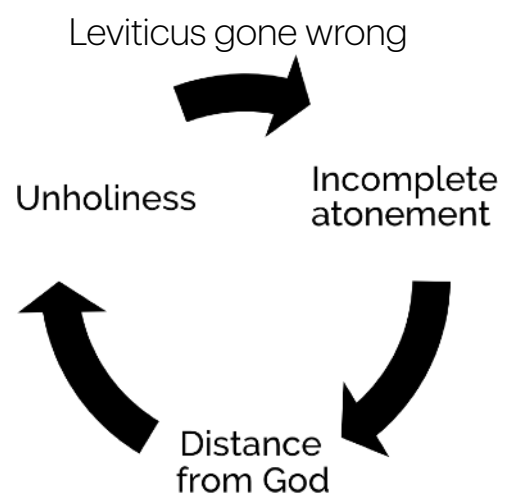 Leviticus gone wrong
Unholiness
Incomplete
atonement
Distance
from God